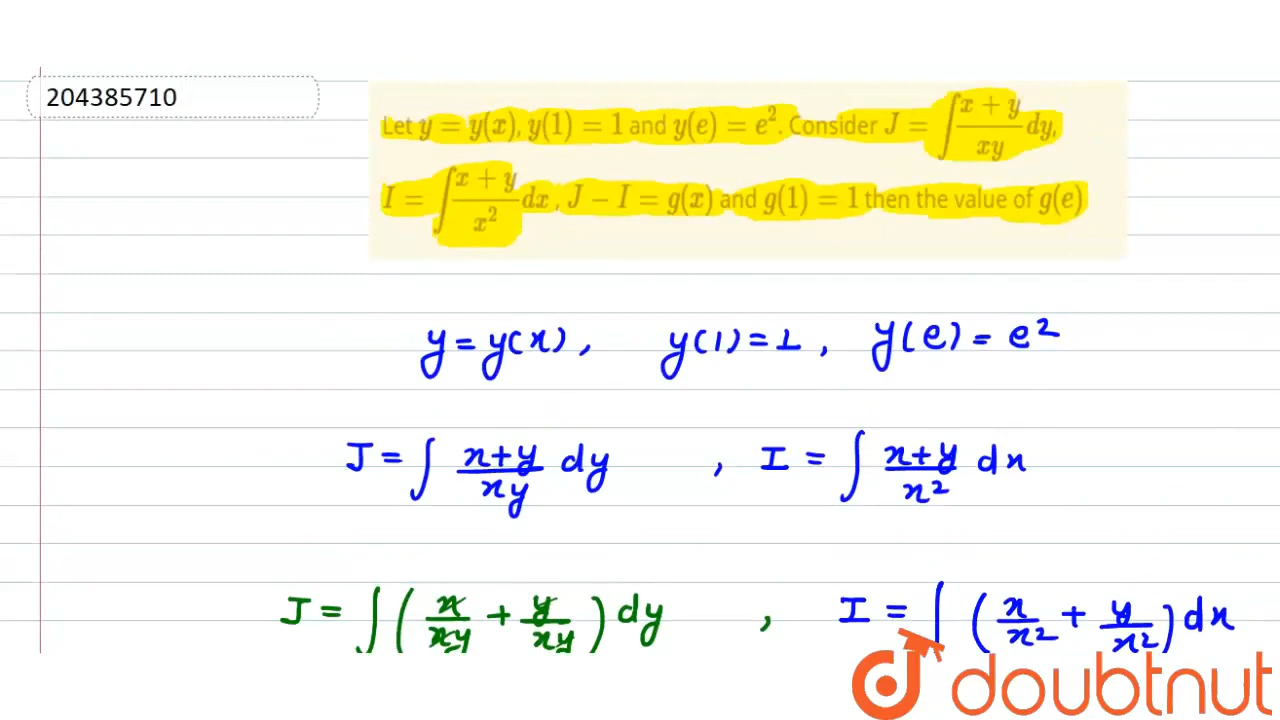 204385710
Let y = y(x), y(1) = 1 and y(e) = e². Consider J = ∫ (x + y)/(xy) dy,
I = ∫ (x + y)/x² dx , J − I = g(x) and g(1) = 1 then the value of g(e)
y = y(x) , y(1) = 1 , y(e) = e²
J = ∫ (x+y)/(xy) dy , I = ∫ (x+y)/x² dx
J = ∫ (x/(xy) + y/(xy)) dy , I = ∫ (x/x² + y/x²) dx
doubtnut